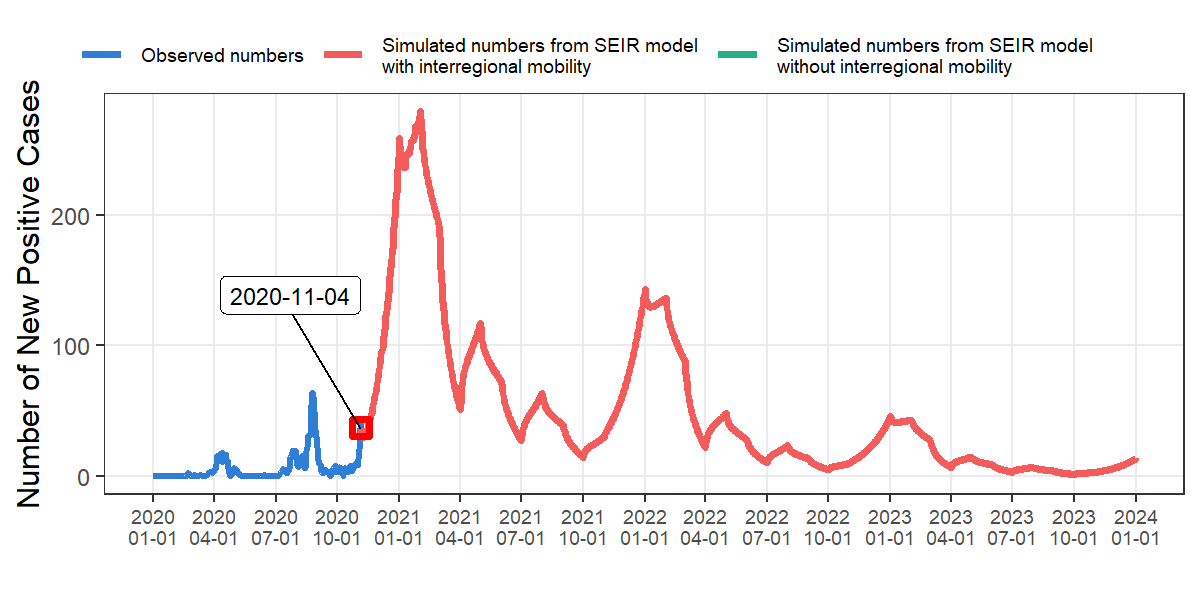 Observed numbers
Simulated numbers from SEIR model
with interregional mobility
Simulated numbers from SEIR model
without interregional mobility
Number of New Positive Cases
200
100
0
2020-11-04
2020 2020 2020 2020 2021 2021 2021 2021 2022 2022 2022 2022 2023 2023 2023 2023 2024
01-01 04-01 07-01 10-01 01-01 04-01 07-01 10-01 01-01 04-01 07-01 10-01 01-01 04-01 07-01 10-01 01-01